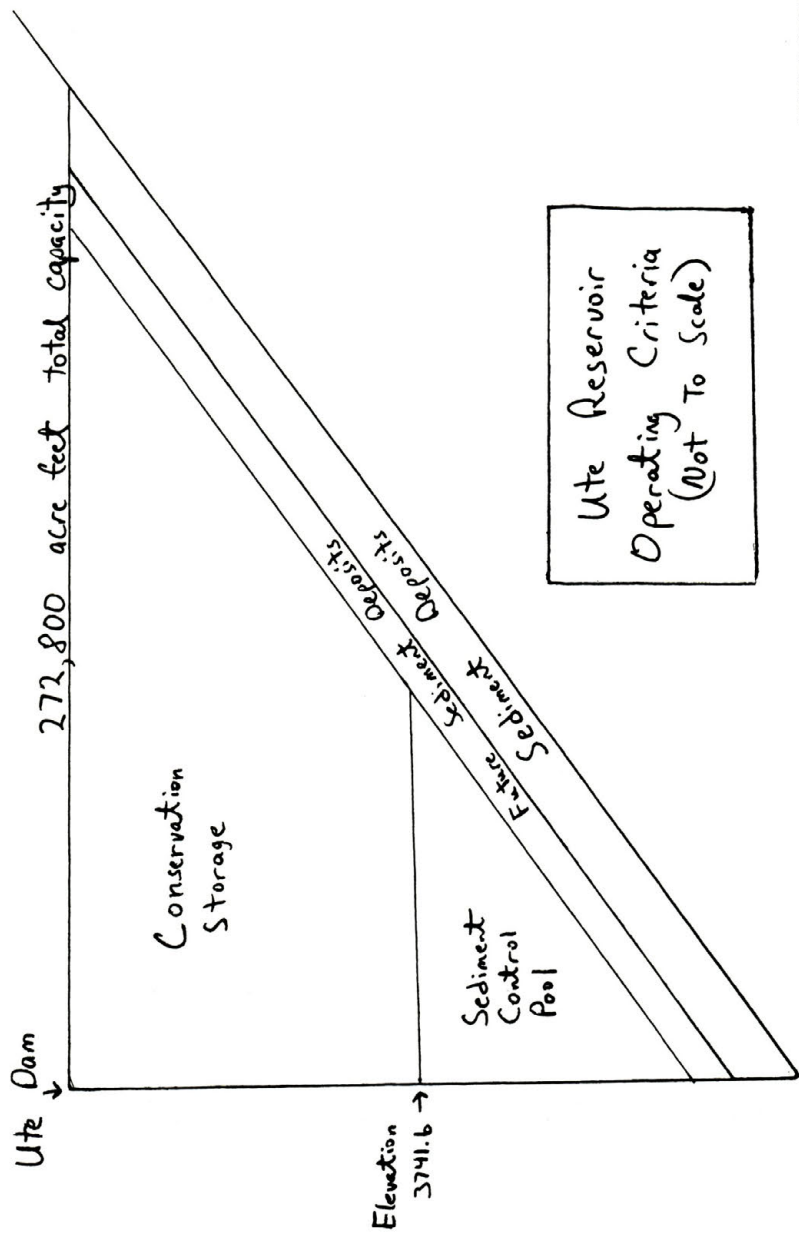 Ute Dam
272,800 acre feet total capacity
Conservation
Storage
Elevation
3741.6
Sediment
Control
Pool
Future Sediment Deposits
Sediment Deposits
Ute Reservoir
Operating Criteria
(Not To Scale)